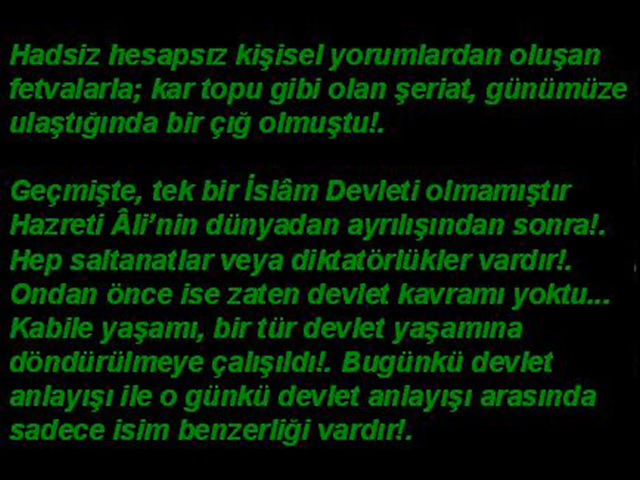 Hadsiz hesapsız kişisel yorumlardan oluşan
fetvalarla; kar topu gibi olan şeriat, günümüze
ulaştığında bir çığ olmuştu!.
Geçmişte, tek bir İslâm Devleti olmamıştır
Hazreti Âli'nin dünyadan ayrılışından sonra!.
Hep saltanatlar veya diktatörlükler vardır!.
Ondan önce ise zaten devlet kavramı yoktu...
Kabile yaşamı, bir tür devlet yaşamına
döndürülmeye çalışıldı!. Bugünkü devlet
anlayışı ile o günkü devlet anlayışı arasında
sadece isim benzerliği vardır!.